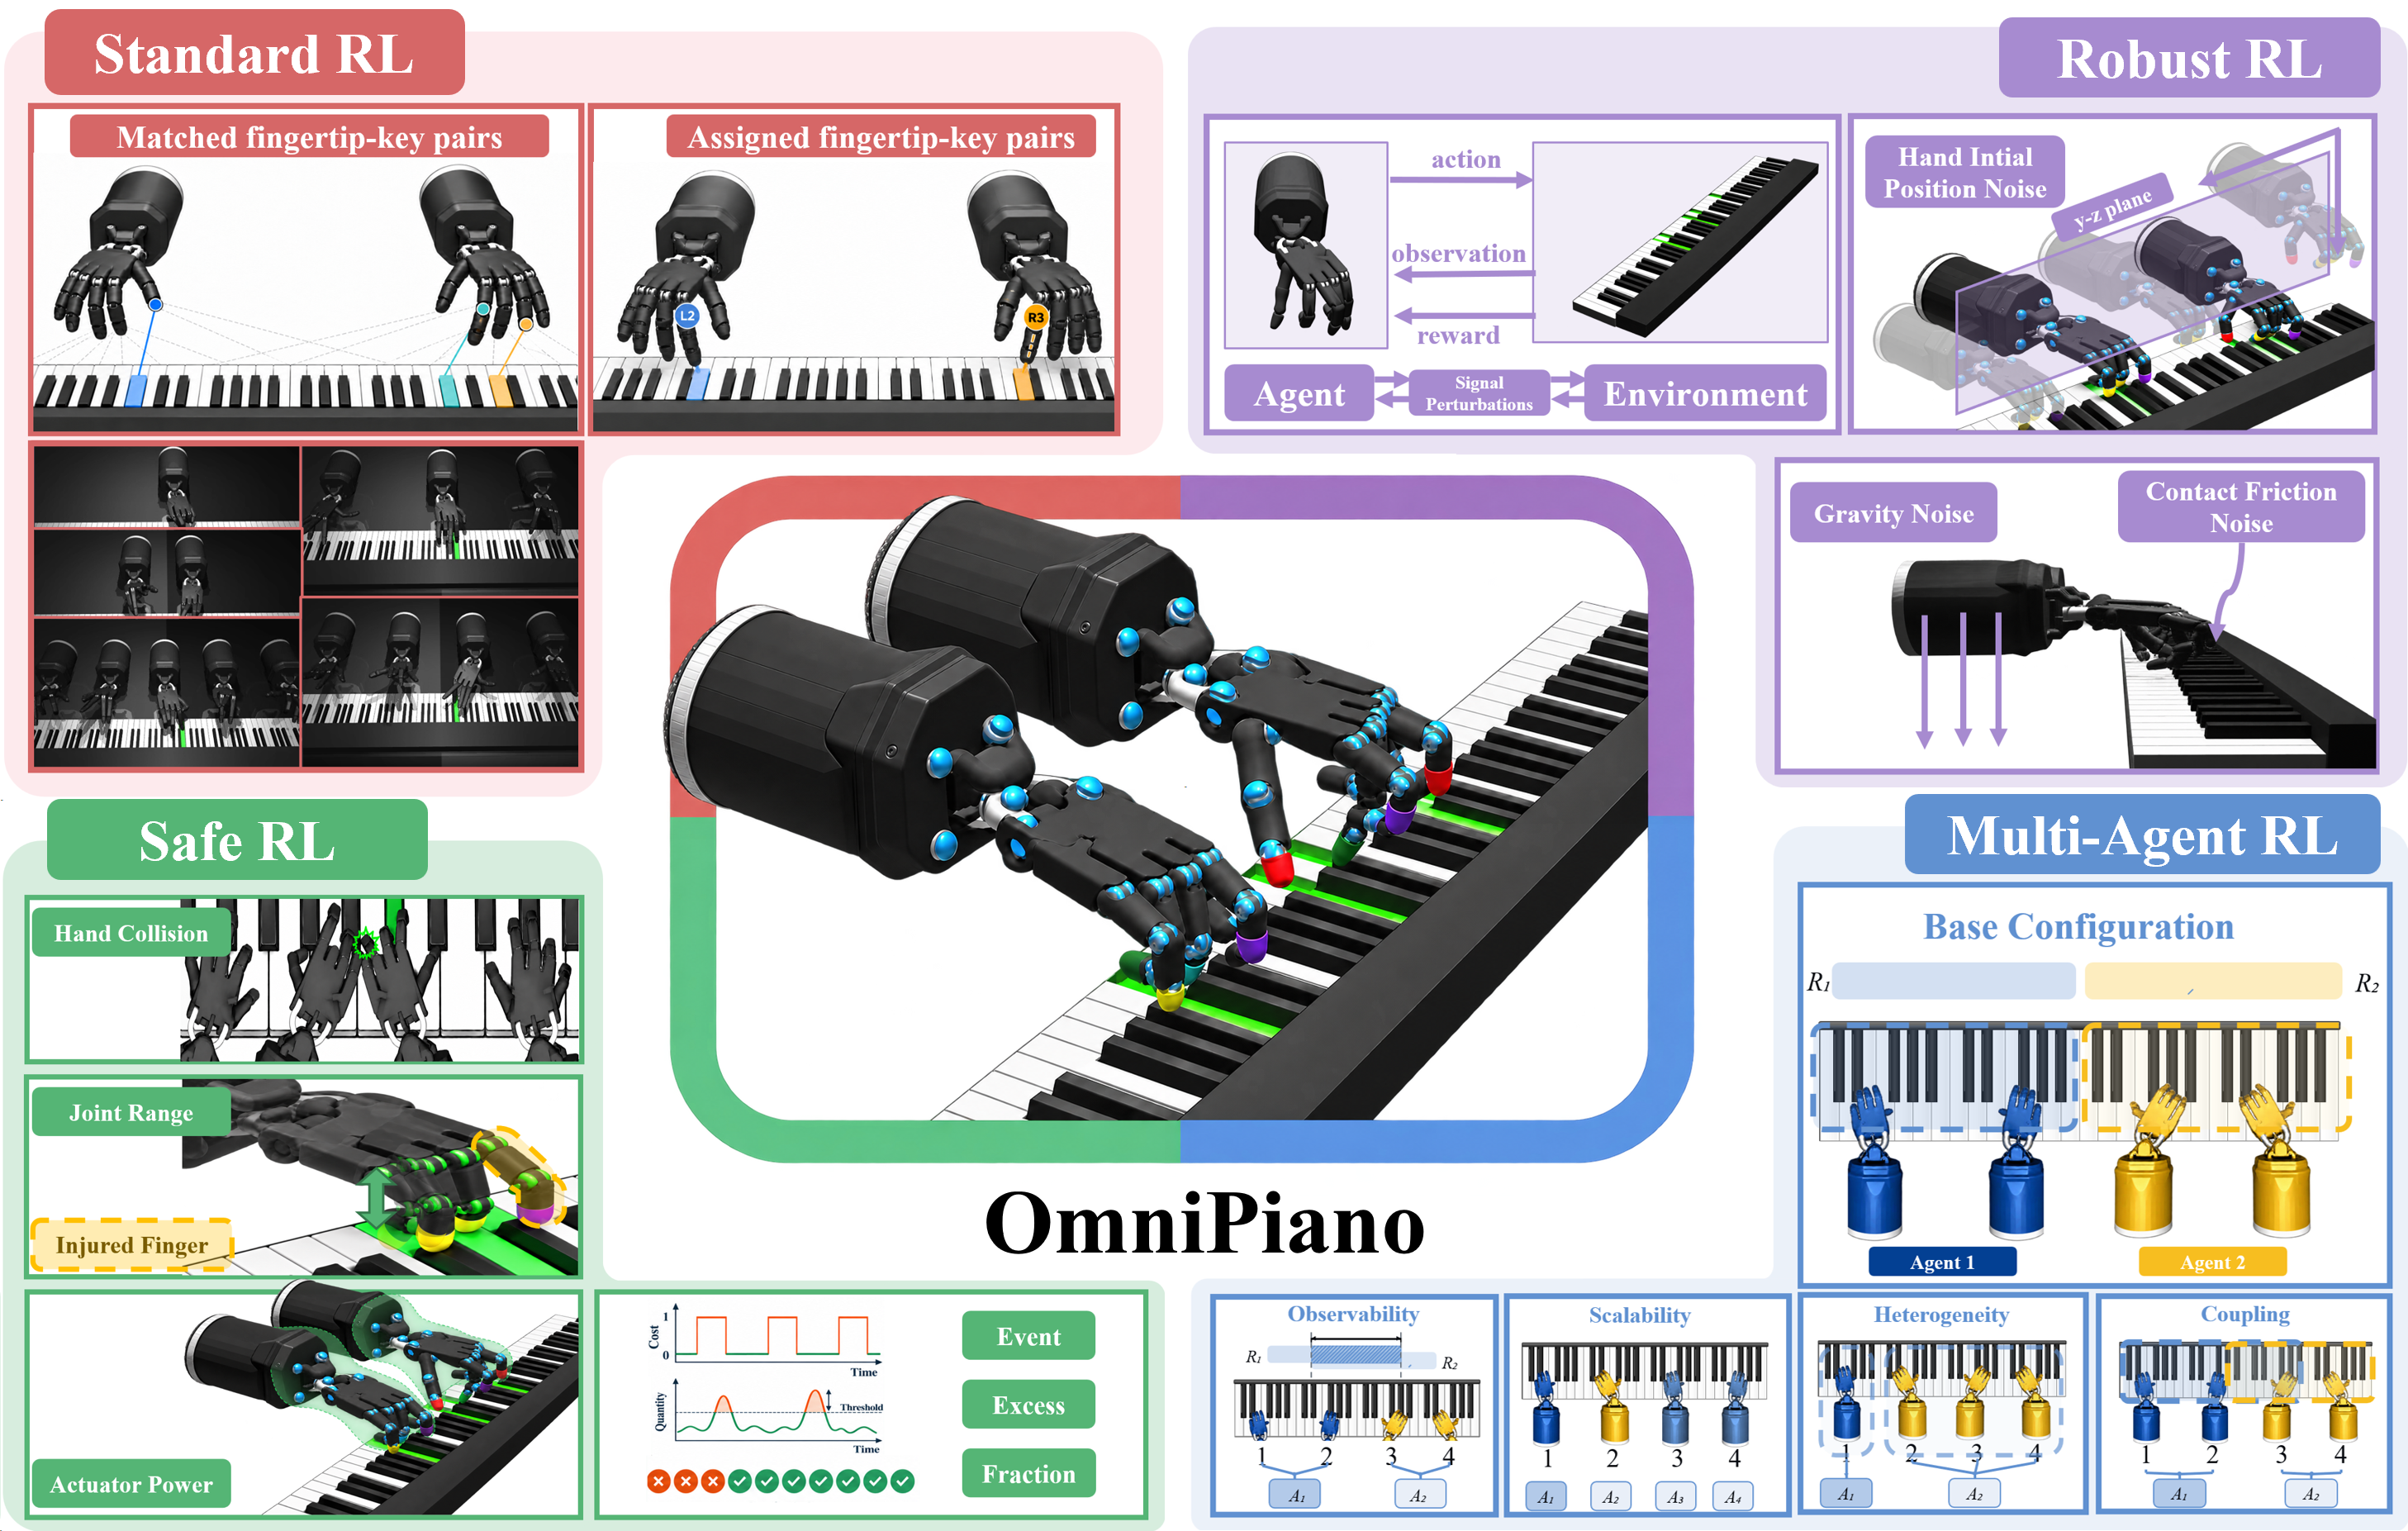 Standard RL
Matched fingertip-key pairs
Assigned fingertip-key pairs
L2
R3
Robust RL
action
observation
reward
Agent
Signal
Perturbations
Environment
Hand Intial
Position Noise
y-z plane
Gravity Noise
Contact Friction
Noise
Safe RL
Hand Collision
Joint Range
Injured Finger
Actuator Power
Cost
1
0
Time
Quantity
Threshold
Time
Event
Excess
Fraction
OmniPiano
Multi-Agent RL
Base Configuration
R₁
R₂
Agent 1
Agent 2
Observability
R₁
R₂
1 2 3 4
A₁ A₂
Scalability
1 2 3 4
A₁ A₂ A₃ A₄
Heterogeneity
1 2 3 4
A₁ A₂
Coupling
1 2 3 4
A₁ A₂